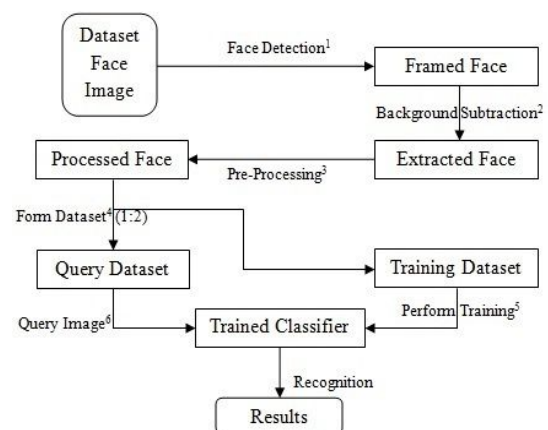 Dataset
Face
Image
Face Detection1
Framed Face
Background Subtraction2
Extracted Face
Pre-Processing3
Processed Face
Form Dataset4 (1:2)
Query Dataset
Training Dataset
Query Image6
Perform Training5
Trained Classifier
Recognition
Results